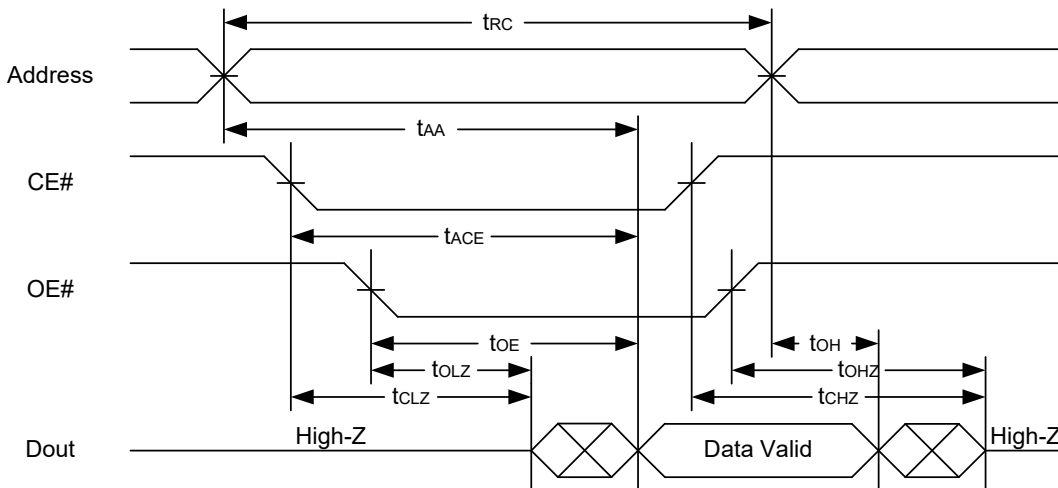 tRC
Address
tAA
CE#
tACE
OE#
tOE
tOH
tOLZ
tOHZ
tCLZ
tCHZ
Dout
High-Z
Data Valid
High-Z